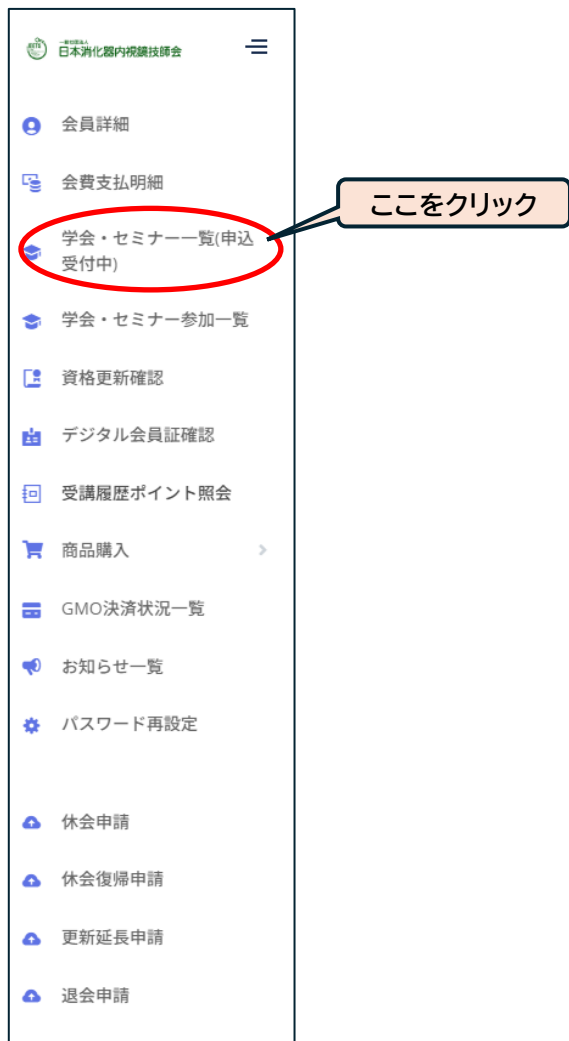 一般社団法人
日本消化器内視鏡技師会
会員詳細
会費支払明細
学会・セミナー一覧(申込
受付中)
ここをクリック
学会・セミナー参加一覧
資格更新確認
デジタル会員証確認
受講履歴ポイント照会
商品購入
GMO決済状況一覧
お知らせ一覧
パスワード再設定
休会申請
休会復帰申請
更新延長申請
退会申請